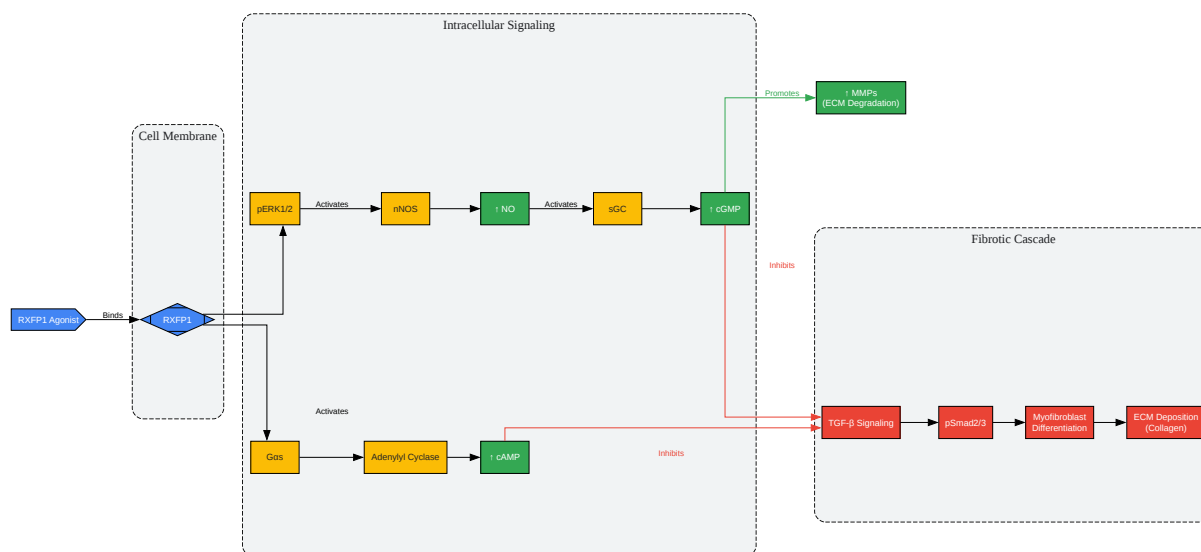 Intracellular Signaling
Promotes
↑ MMPs
(ECM Degradation)
Cell Membrane
pERK1/2
Activates
nNOS
↑ NO
Activates
sGC
↑ cGMP
Fibrotic Cascade
Inhibits
RXFP1 Agonist
Binds
RXFP1
Activates
TGF-β Signaling
pSmad2/3
Myofibroblast
Differentiation
ECM Deposition
(Collagen)
Gαs
Adenylyl Cyclase
↑ cAMP
Inhibits